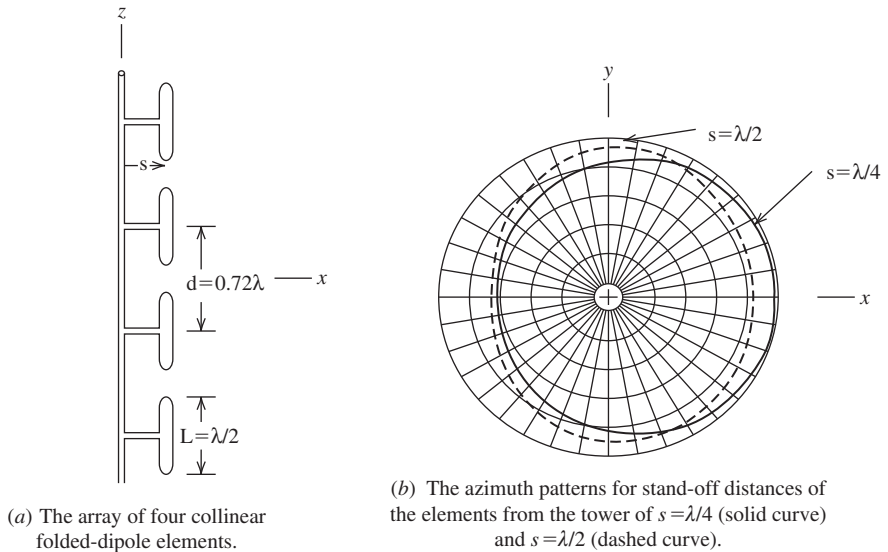 z
s
d=0.72λ
x
L=λ/2
(a) The array of four collinear
folded-dipole elements.
y
s=λ/2
s=λ/4
x
(b) The azimuth patterns for stand-off distances of
the elements from the tower of s=λ/4 (solid curve)
and s=λ/2 (dashed curve).